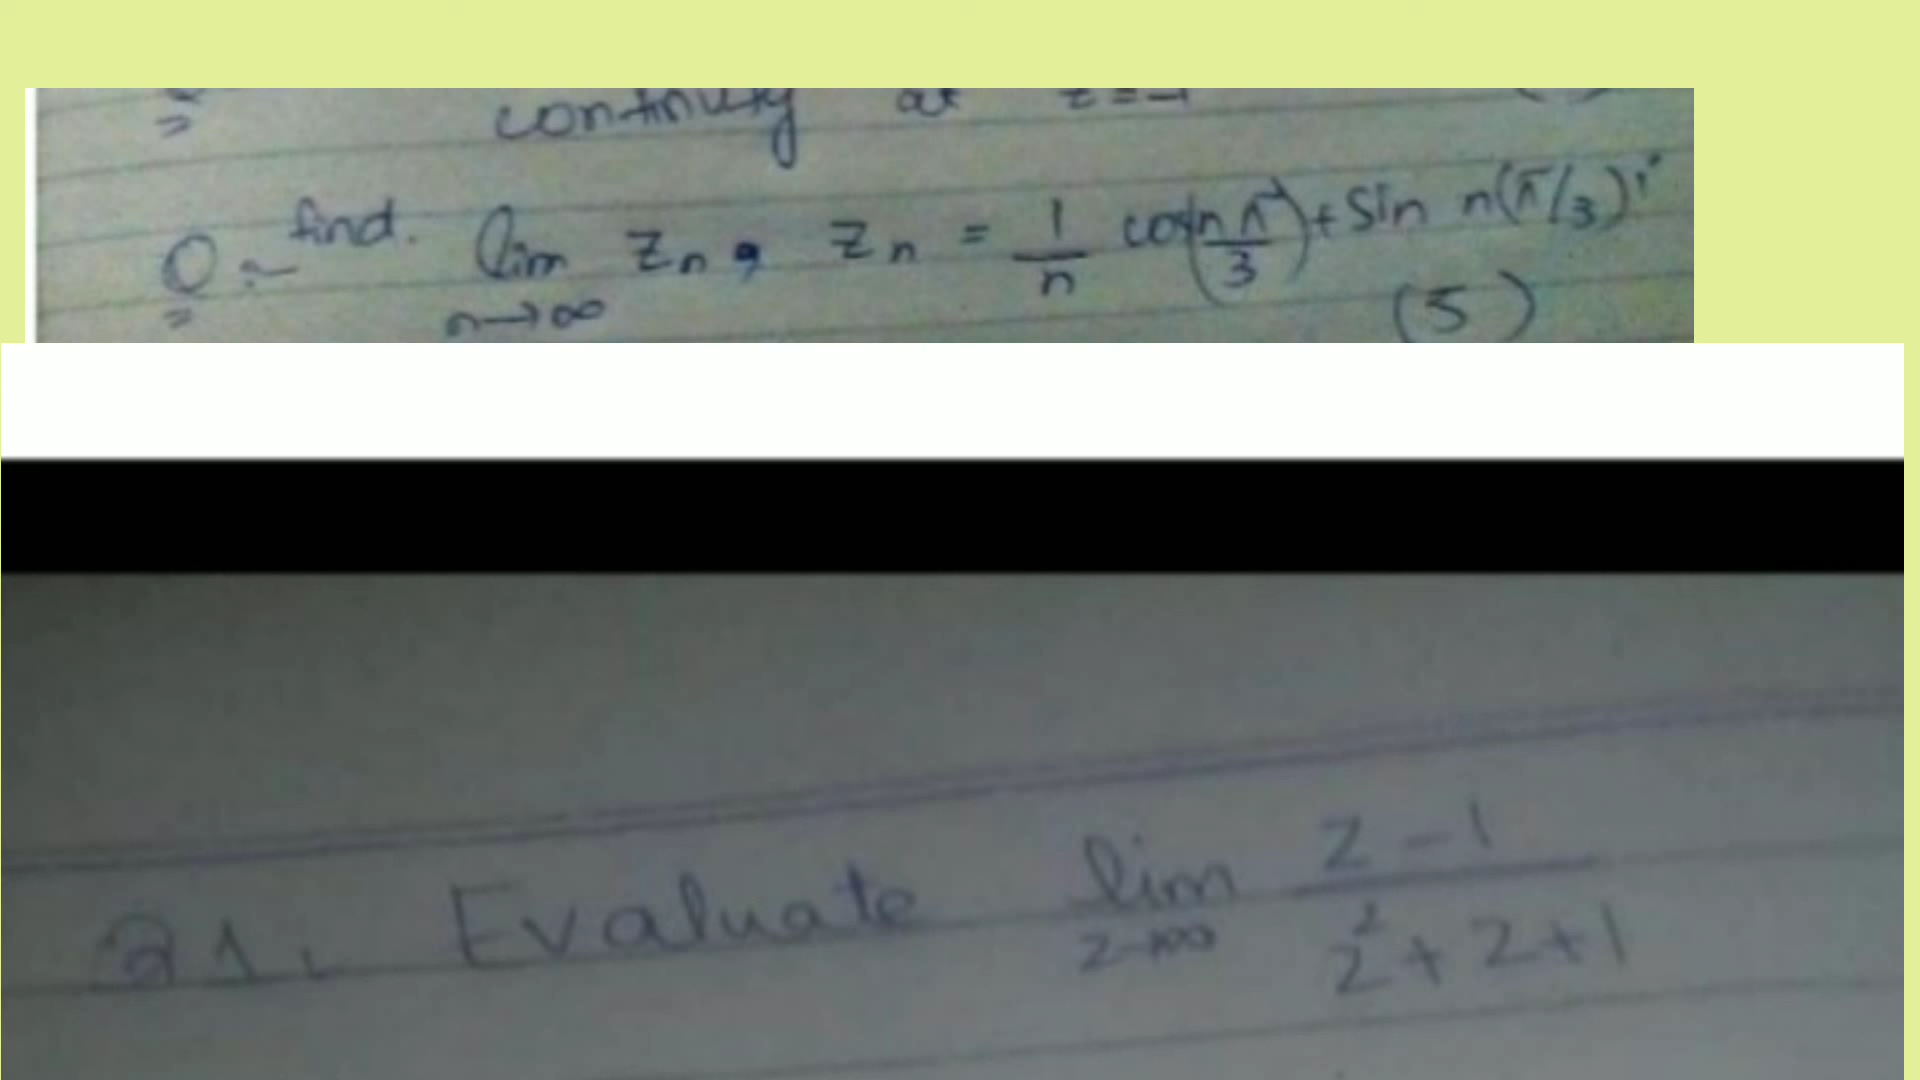 continuity at z=-1
Q~ find. lim n→∞ Zn, Zn = 1/n cos(nπ/3) + Sin n(π/3)i
(5)
Q1. Evaluate lim z→∞ z-1 / z²+z+1